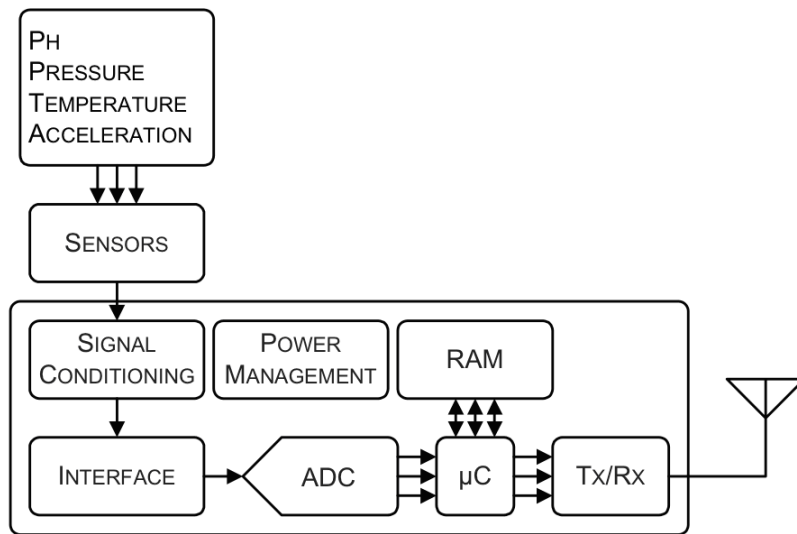 PH
PRESSURE
TEMPERATURE
ACCELERATION
SENSORS
SIGNAL
CONDITIONING
POWER
MANAGEMENT
RAM
INTERFACE
ADC
µC
TX/RX